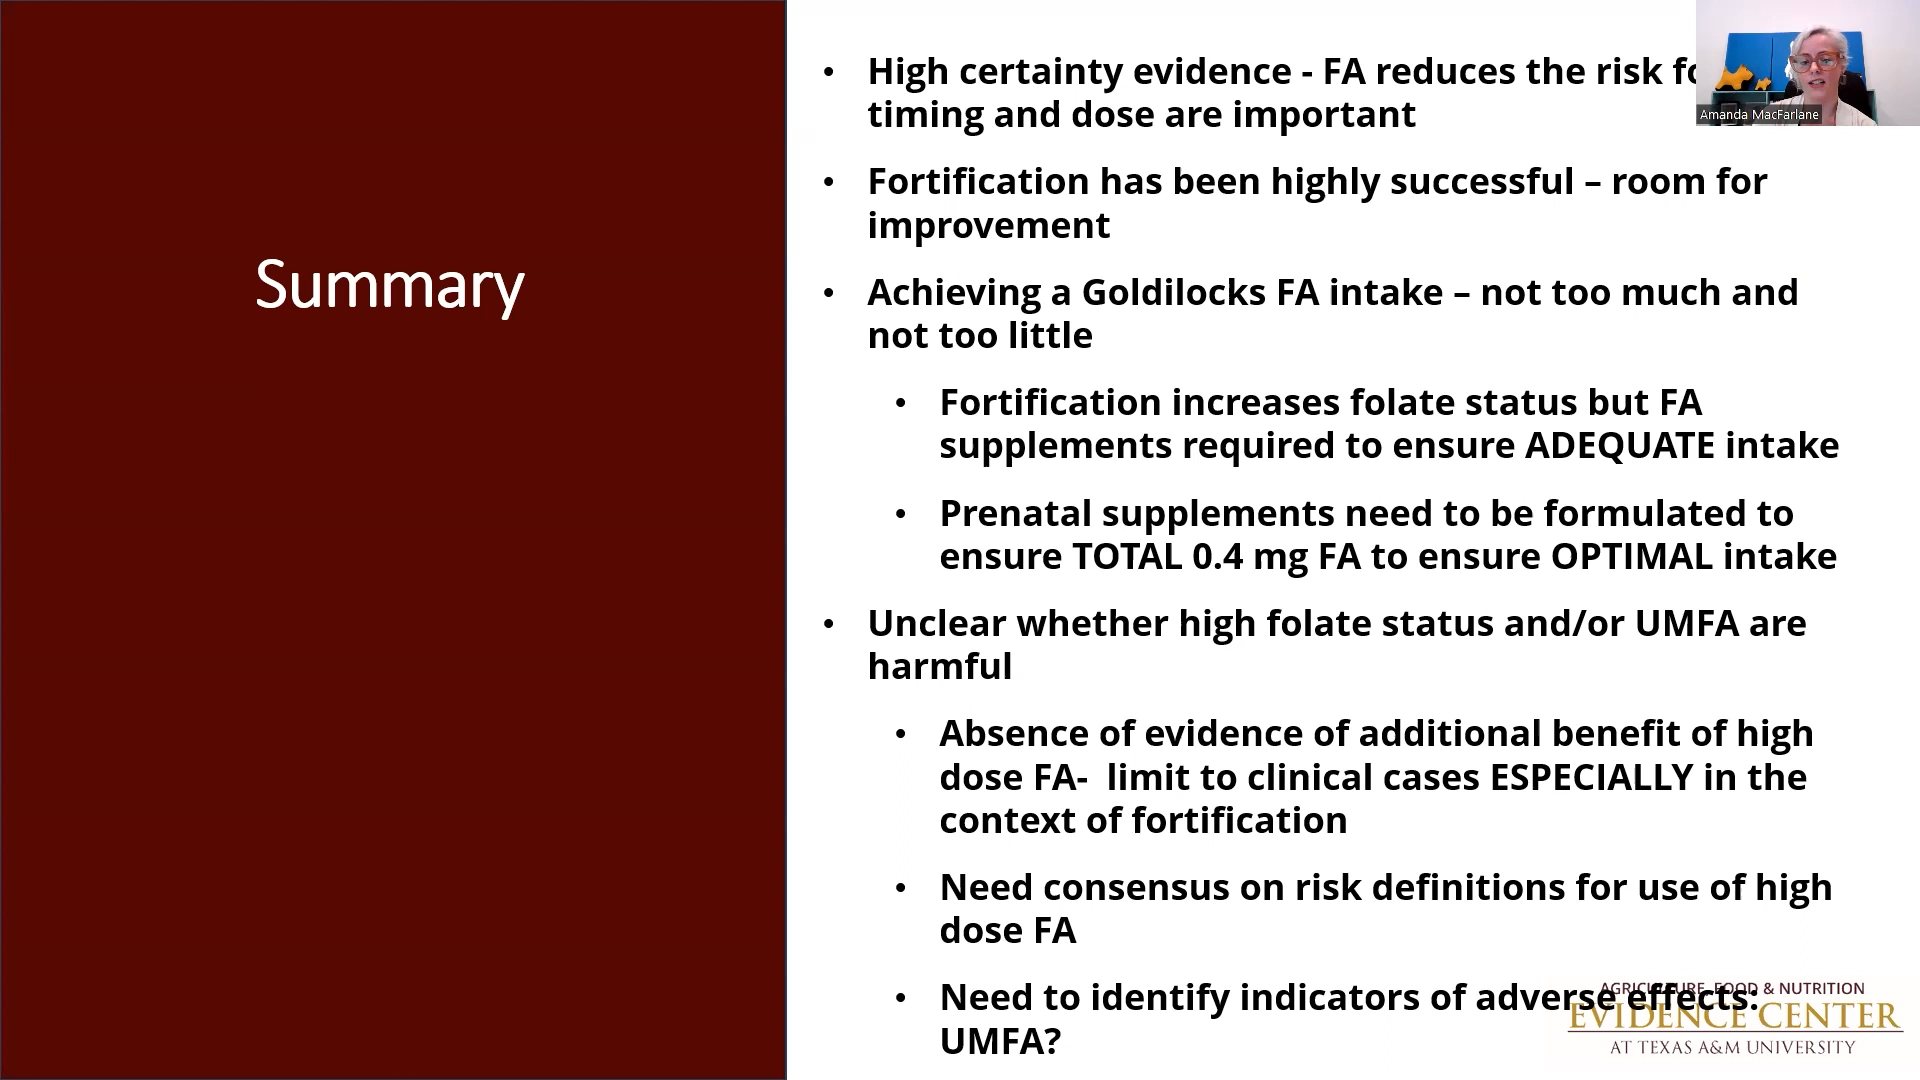 Summary
• High certainty evidence - FA reduces the risk
timing and dose are important
• Fortification has been highly successful – room for
improvement
• Achieving a Goldilocks FA intake – not too much and
not too little
• Fortification increases folate status but FA
supplements required to ensure ADEQUATE intake
• Prenatal supplements need to be formulated to
ensure TOTAL 0.4 mg FA to ensure OPTIMAL intake
• Unclear whether high folate status and/or UMFA are
harmful
• Absence of evidence of additional benefit of high
dose FA- limit to clinical cases ESPECIALLY in the
context of fortification
• Need consensus on risk definitions for use of high
dose FA
• Need to identify indicators of adverse effects:
UMFA?
Amanda MacFarlane
AGRICULTURE, FOOD & NUTRITION
EVIDENCE CENTER
AT TEXAS A&M UNIVERSITY